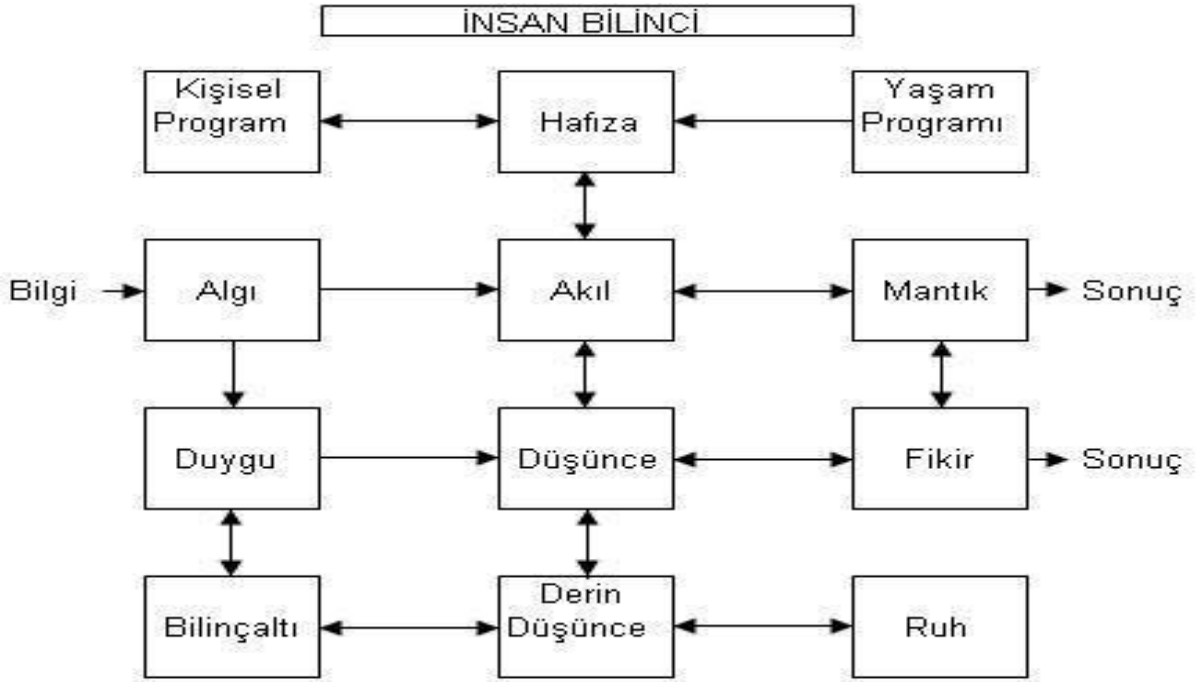 İNSAN BİLİNCİ
Kişisel
Program
Hafıza
Yaşam
Programı
Bilgi
Algı
Akıl
Mantık
Sonuç
Duygu
Düşünce
Fikir
Sonuç
Bilinçaltı
Derin
Düşünce
Ruh